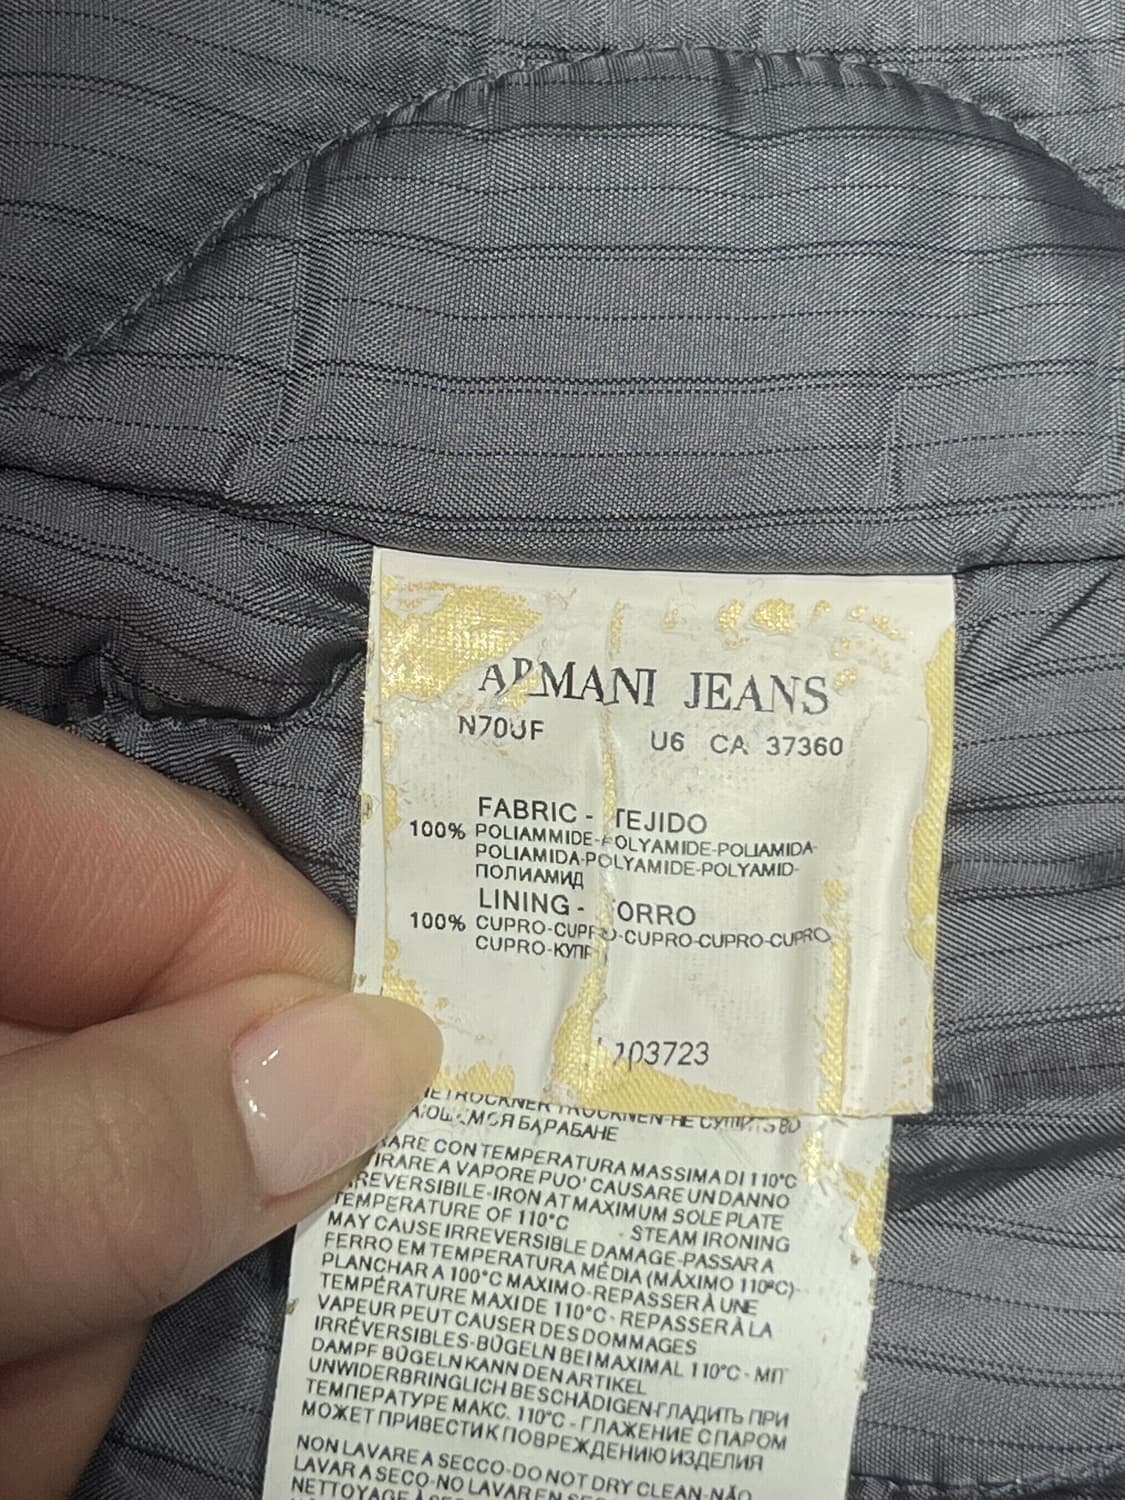 ARMANI JEANS
N70UF U6 CA 37360
FABRIC - TEJIDO
100% POLIAMMIDE-POLYAMIDE-POLIAMIDA-
POLIAMIDA-POLYAMIDE-POLYAMID-
ПОЛИАМИД
LINING - FORRO
100% CUPRO-CUPRO-CUPRO-CUPRO-CUPRO
CUPRO-КУПР
103723
TROCKNEN-НЕ СУШИТЬ ВО
БАРАБАНЕ
CON TEMPERATURA MASSIMA DI 110°C
A VAPORE PUO' CAUSARE UN DANNO
IRREVERSIBILE-IRON AT MAXIMUM SOLE PLATE
TEMPERATURE OF 110°C - STEAM IRONING
MAY CAUSE IRREVERSIBLE DAMAGE-PASSAR A
FERRO EM TEMPERATURA MÉDIA (MÁXIMO 110ºC)-
PLANCHAR A 100°C MAXIMO-REPASSER À UNE
TEMPÉRATURE MAXI DE 110°C - REPASSER À LA
VAPEUR PEUT CAUSER DES DOMMAGES
IRRÉVERSIBLES-BÜGELN BEI MAXIMAL 110°C - MIT
DAMPF BÜGELN KANN DEN ARTIKEL
UNWIDERBRINGLICH BESCHÄDIGEN-ГЛАДИТЬ ПРИ
ТЕМПЕРАТУРЕ МАКС. 110°C - ГЛАЖЕНИЕ С ПАРОМ
МОЖЕТ ПРИВЕСТИ К ПОВРЕЖДЕНИЮ ИЗДЕЛИЯ
NON LAVARE A SECCO-DO NOT DRY CLEAN-NÃO
LAVAR A SECO-NO LAVAR EN SECO
NETTOYAGE À